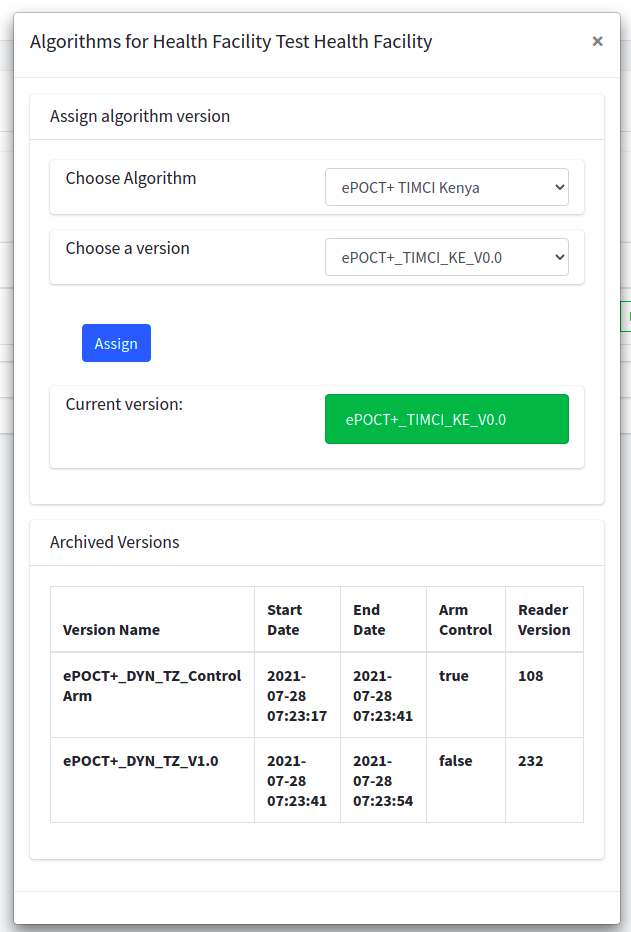 Algorithms for Health Facility Test Health Facility
×
Assign algorithm version
Choose Algorithm
ePOCT+ TIMCI Kenya
Choose a version
ePOCT+_TIMCI_KE_V0.0
Assign
Current version:
ePOCT+_TIMCI_KE_V0.0
Archived Versions
Version Name
Start
Date
End
Date
Arm
Control
Reader
Version
ePOCT+_DYN_TZ_Control
Arm
2021-
07-28
07:23:17
2021-
07-28
07:23:41
true
108
ePOCT+_DYN_TZ_V1.0
2021-
07-28
07:23:41
2021-
07-28
07:23:54
false
232